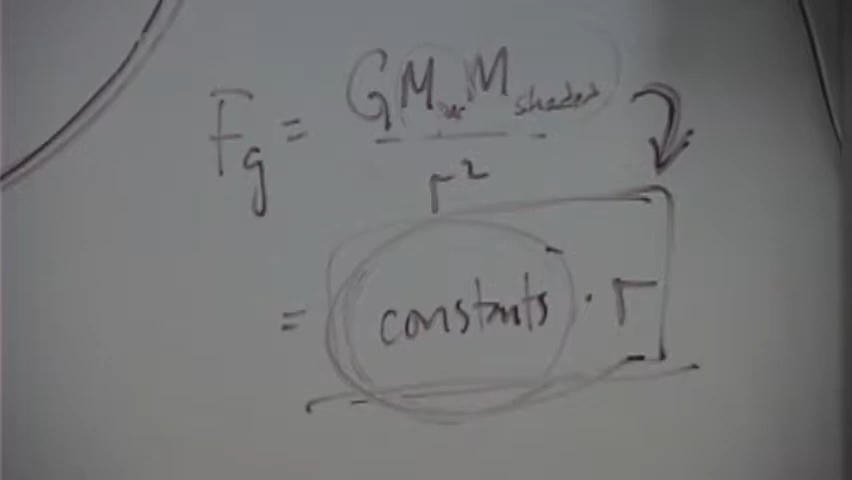 Fg = GM M shaded
r²
= constants · r